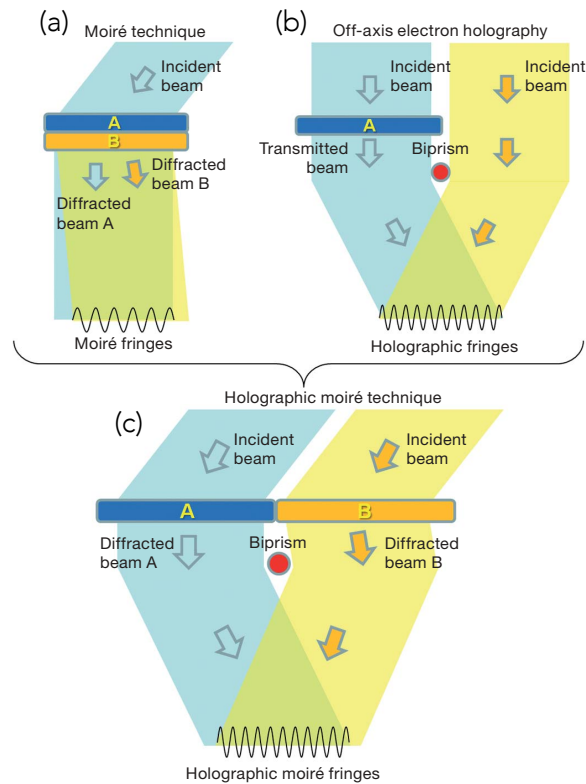 (a)
Moiré technique
Incident
beam
A
B
Diffracted
beam B
Diffracted
beam A
Moiré fringes
(b)
Off-axis electron holography
Incident
beam
Incident
beam
A
Transmitted
beam
Biprism
Holographic fringes
Holographic moiré technique
(c)
Incident
beam
Incident
beam
A
B
Diffracted
beam A
Biprism
Diffracted
beam B
Holographic moiré fringes